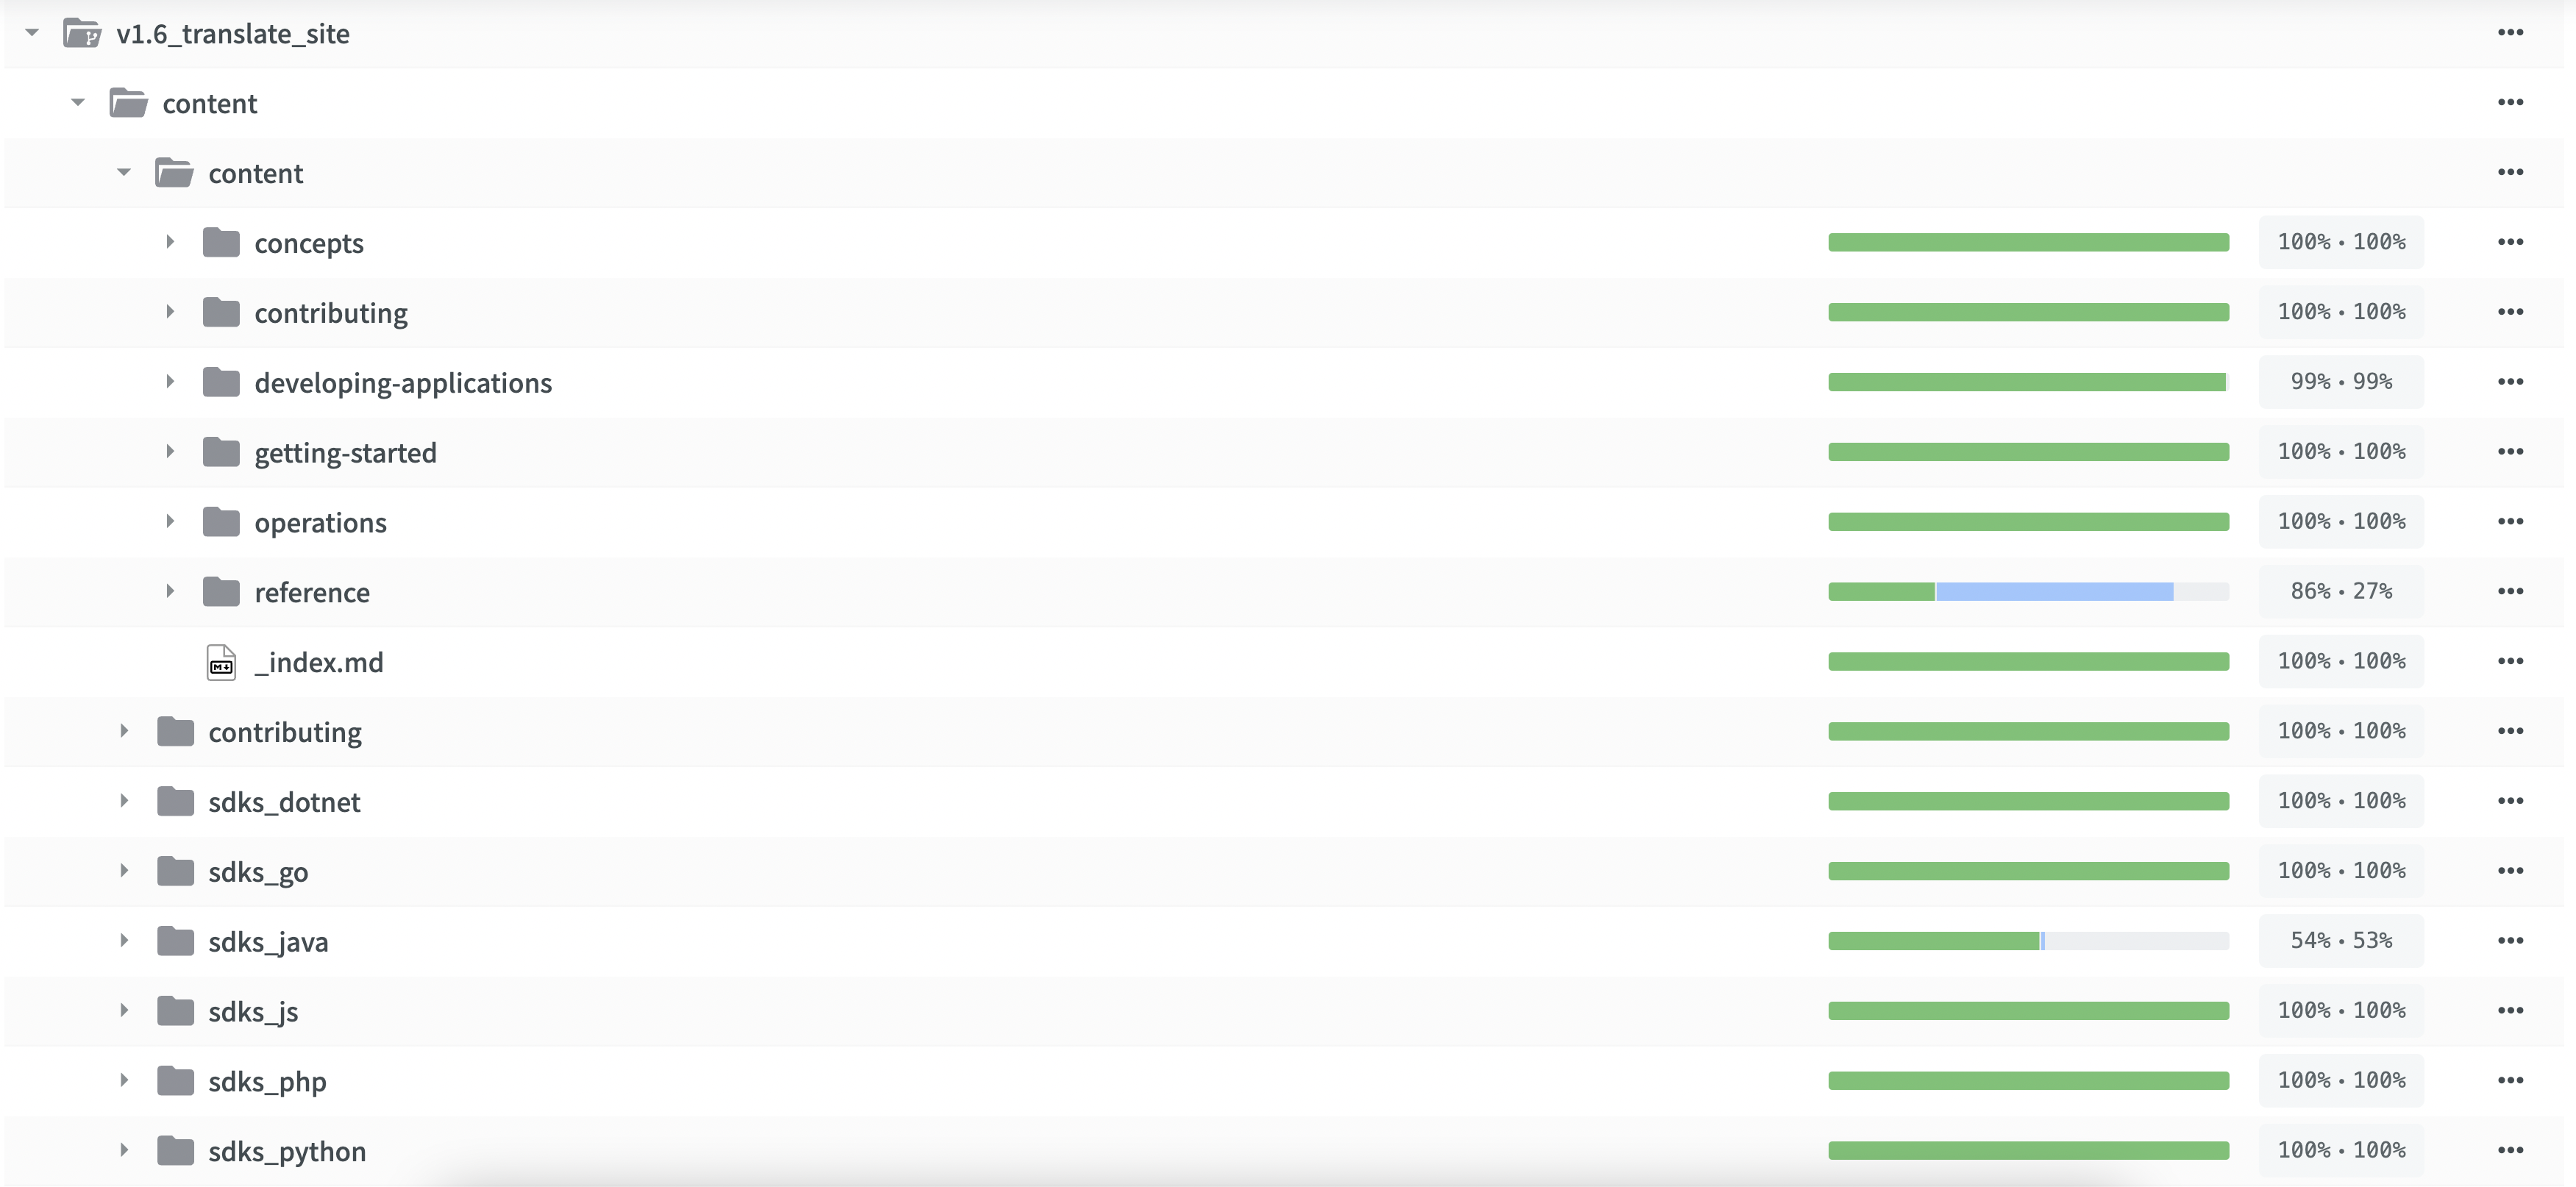 v1.6_translate_site
content
content
concepts 100% • 100%
contributing 100% • 100%
developing-applications 99% • 99%
getting-started 100% • 100%
operations 100% • 100%
reference 86% • 27%
_index.md 100% • 100%
contributing 100% • 100%
sdks_dotnet 100% • 100%
sdks_go 100% • 100%
sdks_java 54% • 53%
sdks_js 100% • 100%
sdks_php 100% • 100%
sdks_python 100% • 100%